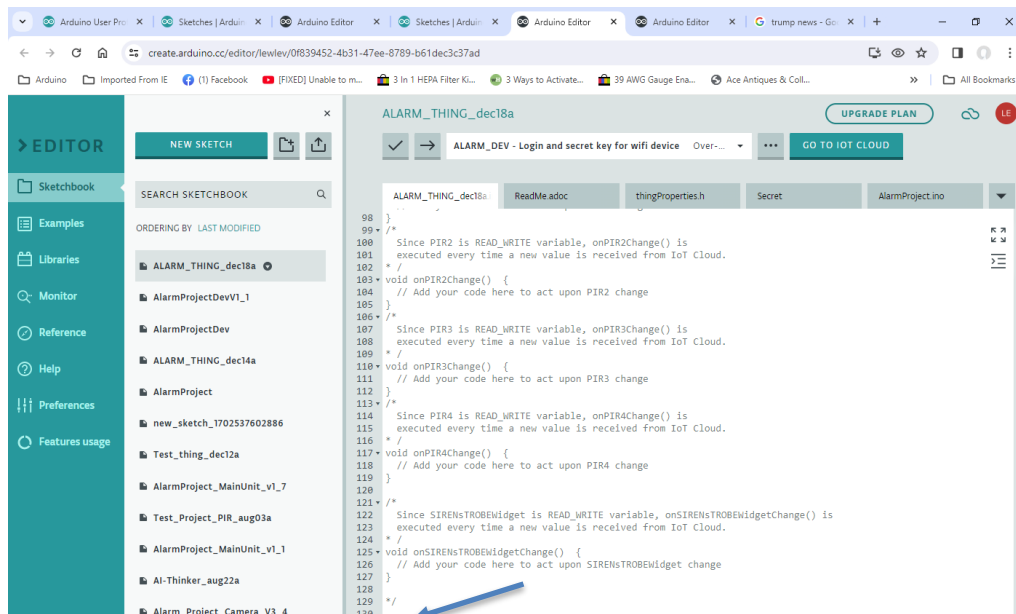 Arduino User Pro
Sketches | Arduin
Arduino Editor
Sketches | Arduin
Arduino Editor
Arduino Editor
trump news - Goo
create.arduino.cc/editor/lewlev/0f839452-4b31-47ee-8789-b61dec3c37ad
Arduino
Imported From IE
(1) Facebook
[FIXED] Unable to m...
3 In 1 HEPA Filter Ki...
3 Ways to Activate...
39 AWG Gauge Ena...
Ace Antiques & Coll...
»
All Bookmarks
EDITOR
Sketchbook
Examples
Libraries
Monitor
Reference
Help
Preferences
Features usage
NEW SKETCH
SEARCH SKETCHBOOK
ORDERING BY LAST MODIFIED
ALARM_THING_dec18a
AlarmProjectDevV1_1
AlarmProjectDev
ALARM_THING_dec14a
AlarmProject
new_sketch_1702537602886
Test_thing_dec12a
AlarmProject_MainUnit_v1_7
Test_Project_PIR_aug03a
AlarmProject_MainUnit_v1_1
AI-Thinker_aug22a
Alarm_Project_Camera_V3_4
ALARM_THING_dec18a
UPGRADE PLAN
LE
ALARM_DEV - Login and secret key for wifi device Over-...
GO TO IOT CLOUD
ALARM_THING_dec18a
ReadMe.adoc
thingProperties.h
Secret
AlarmProject.ino
98 }
99 /*
100 Since PIR2 is READ_WRITE variable, onPIR2Change() is
101 executed every time a new value is received from IoT Cloud.
102 * /
103 void onPIR2Change() {
104 // Add your code here to act upon PIR2 change
105 }
106 /*
107 Since PIR3 is READ_WRITE variable, onPIR3Change() is
108 executed every time a new value is received from IoT Cloud.
109 * /
110 void onPIR3Change() {
111 // Add your code here to act upon PIR3 change
112 }
113 /*
114 Since PIR4 is READ_WRITE variable, onPIR4Change() is
115 executed every time a new value is received from IoT Cloud.
116 * /
117 void onPIR4Change() {
118 // Add your code here to act upon PIR4 change
119 }
120
121 /*
122 Since SIRENsTROBEWidget is READ_WRITE variable, onSIRENsTROBEWidgetChange() is
123 executed every time a new value is received from IoT Cloud.
124 * /
125 void onSIRENsTROBEWidgetChange() {
126 // Add your code here to act upon SIRENsTROBEWidget change
127 }
128
129 */
130